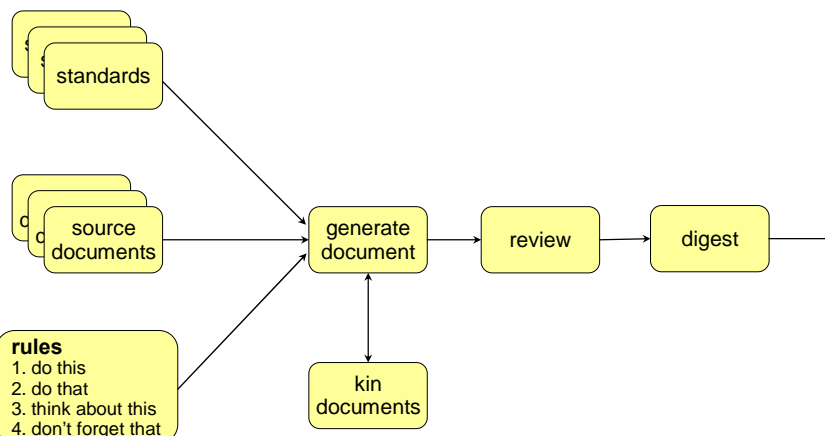 standards
source
documents
generate
document
review
digest
kin
documents
rules
1. do this
2. do that
3. think about this
4. don't forget that